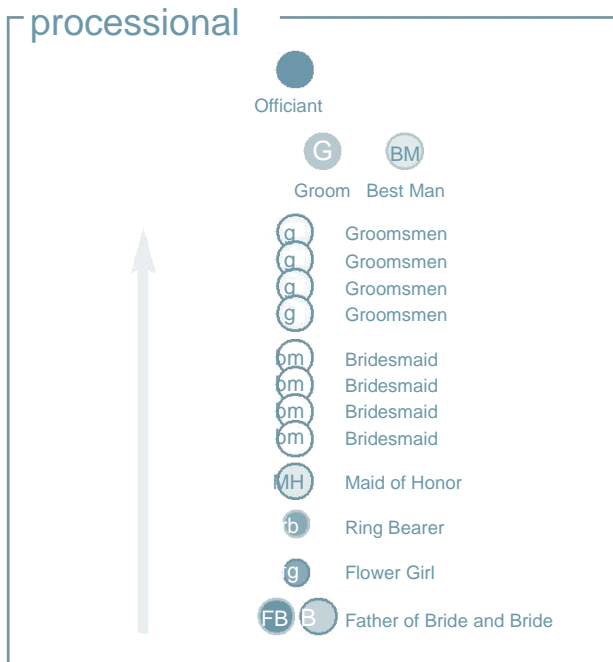 processional
Officiant
G BM
Groom Best Man
g Groomsmen
g Groomsmen
g Groomsmen
g Groomsmen
bm Bridesmaid
bm Bridesmaid
bm Bridesmaid
bm Bridesmaid
MH Maid of Honor
rb Ring Bearer
fg Flower Girl
FB B Father of Bride and Bride